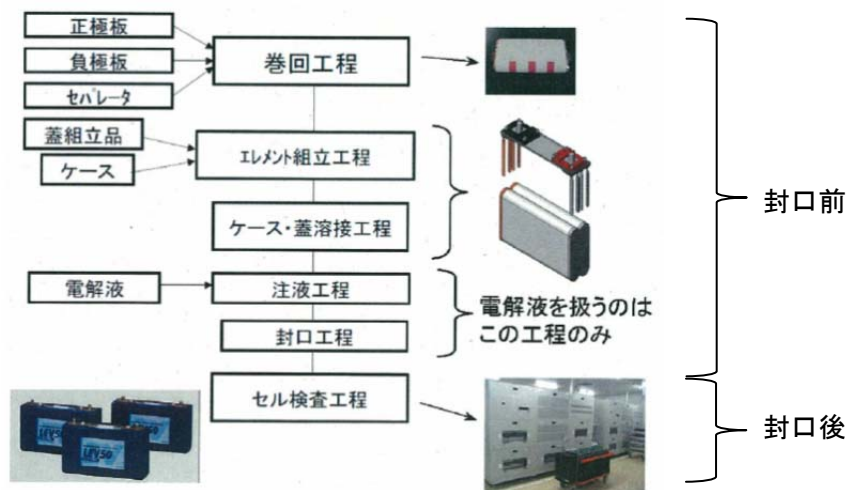 正極板
負極板
セパレータ
巻回工程
蓋組立品
ケース
エレメント組立工程
ケース・蓋溶接工程
電解液
注液工程
電解液を扱うのは
この工程のみ
封口工程
セル検査工程
封口前
封口後
LEV50
LEV50